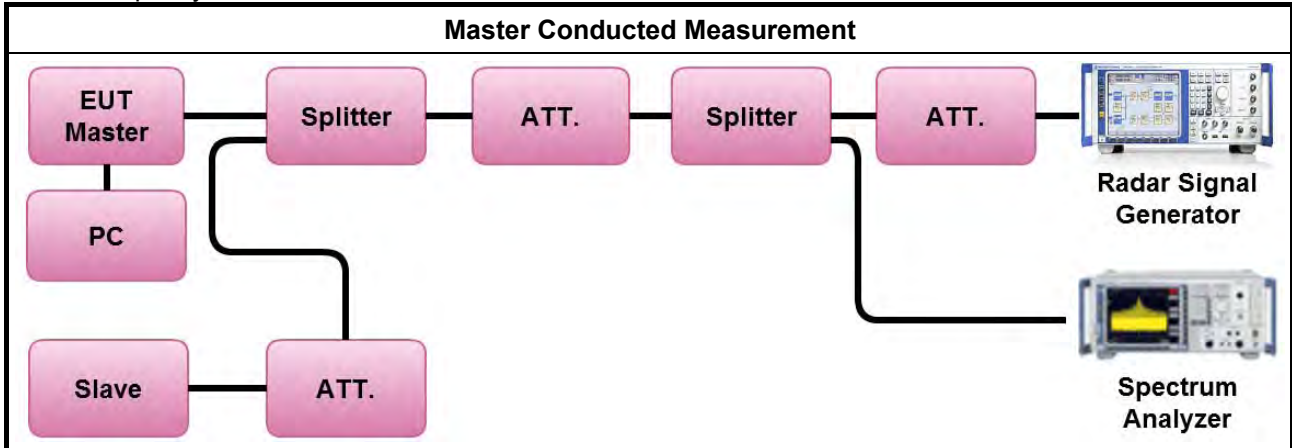 Master Conducted Measurement
EUT
Master
Splitter
ATT.
Splitter
ATT.
Radar Signal
Generator
PC
Slave
ATT.
Spectrum
Analyzer